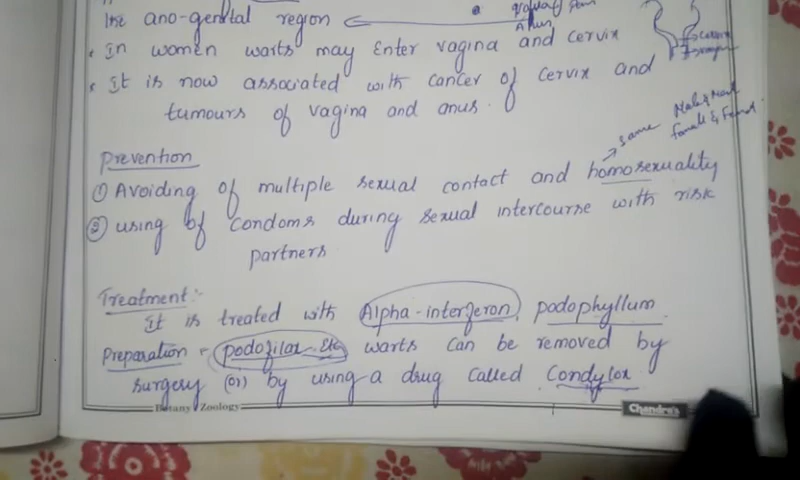 the ano-genital region
Anus
• In women warts may Enter vagina and cervix
• It is now associated with cancer of cervix and
tumours of vagina and anus.
same
Male & Male
female & Femal.
Prevention
① Avoiding of multiple sexual contact and homosexuality
② using of condoms during sexual intercourse with risk
partners
Treatment:-
It is treated with Alpha-interferon, podophyllum
Preparation, podofilox etc warts can be removed by
surgery (or) by using a drug called Condylox
Botany Zoology
Chandra's